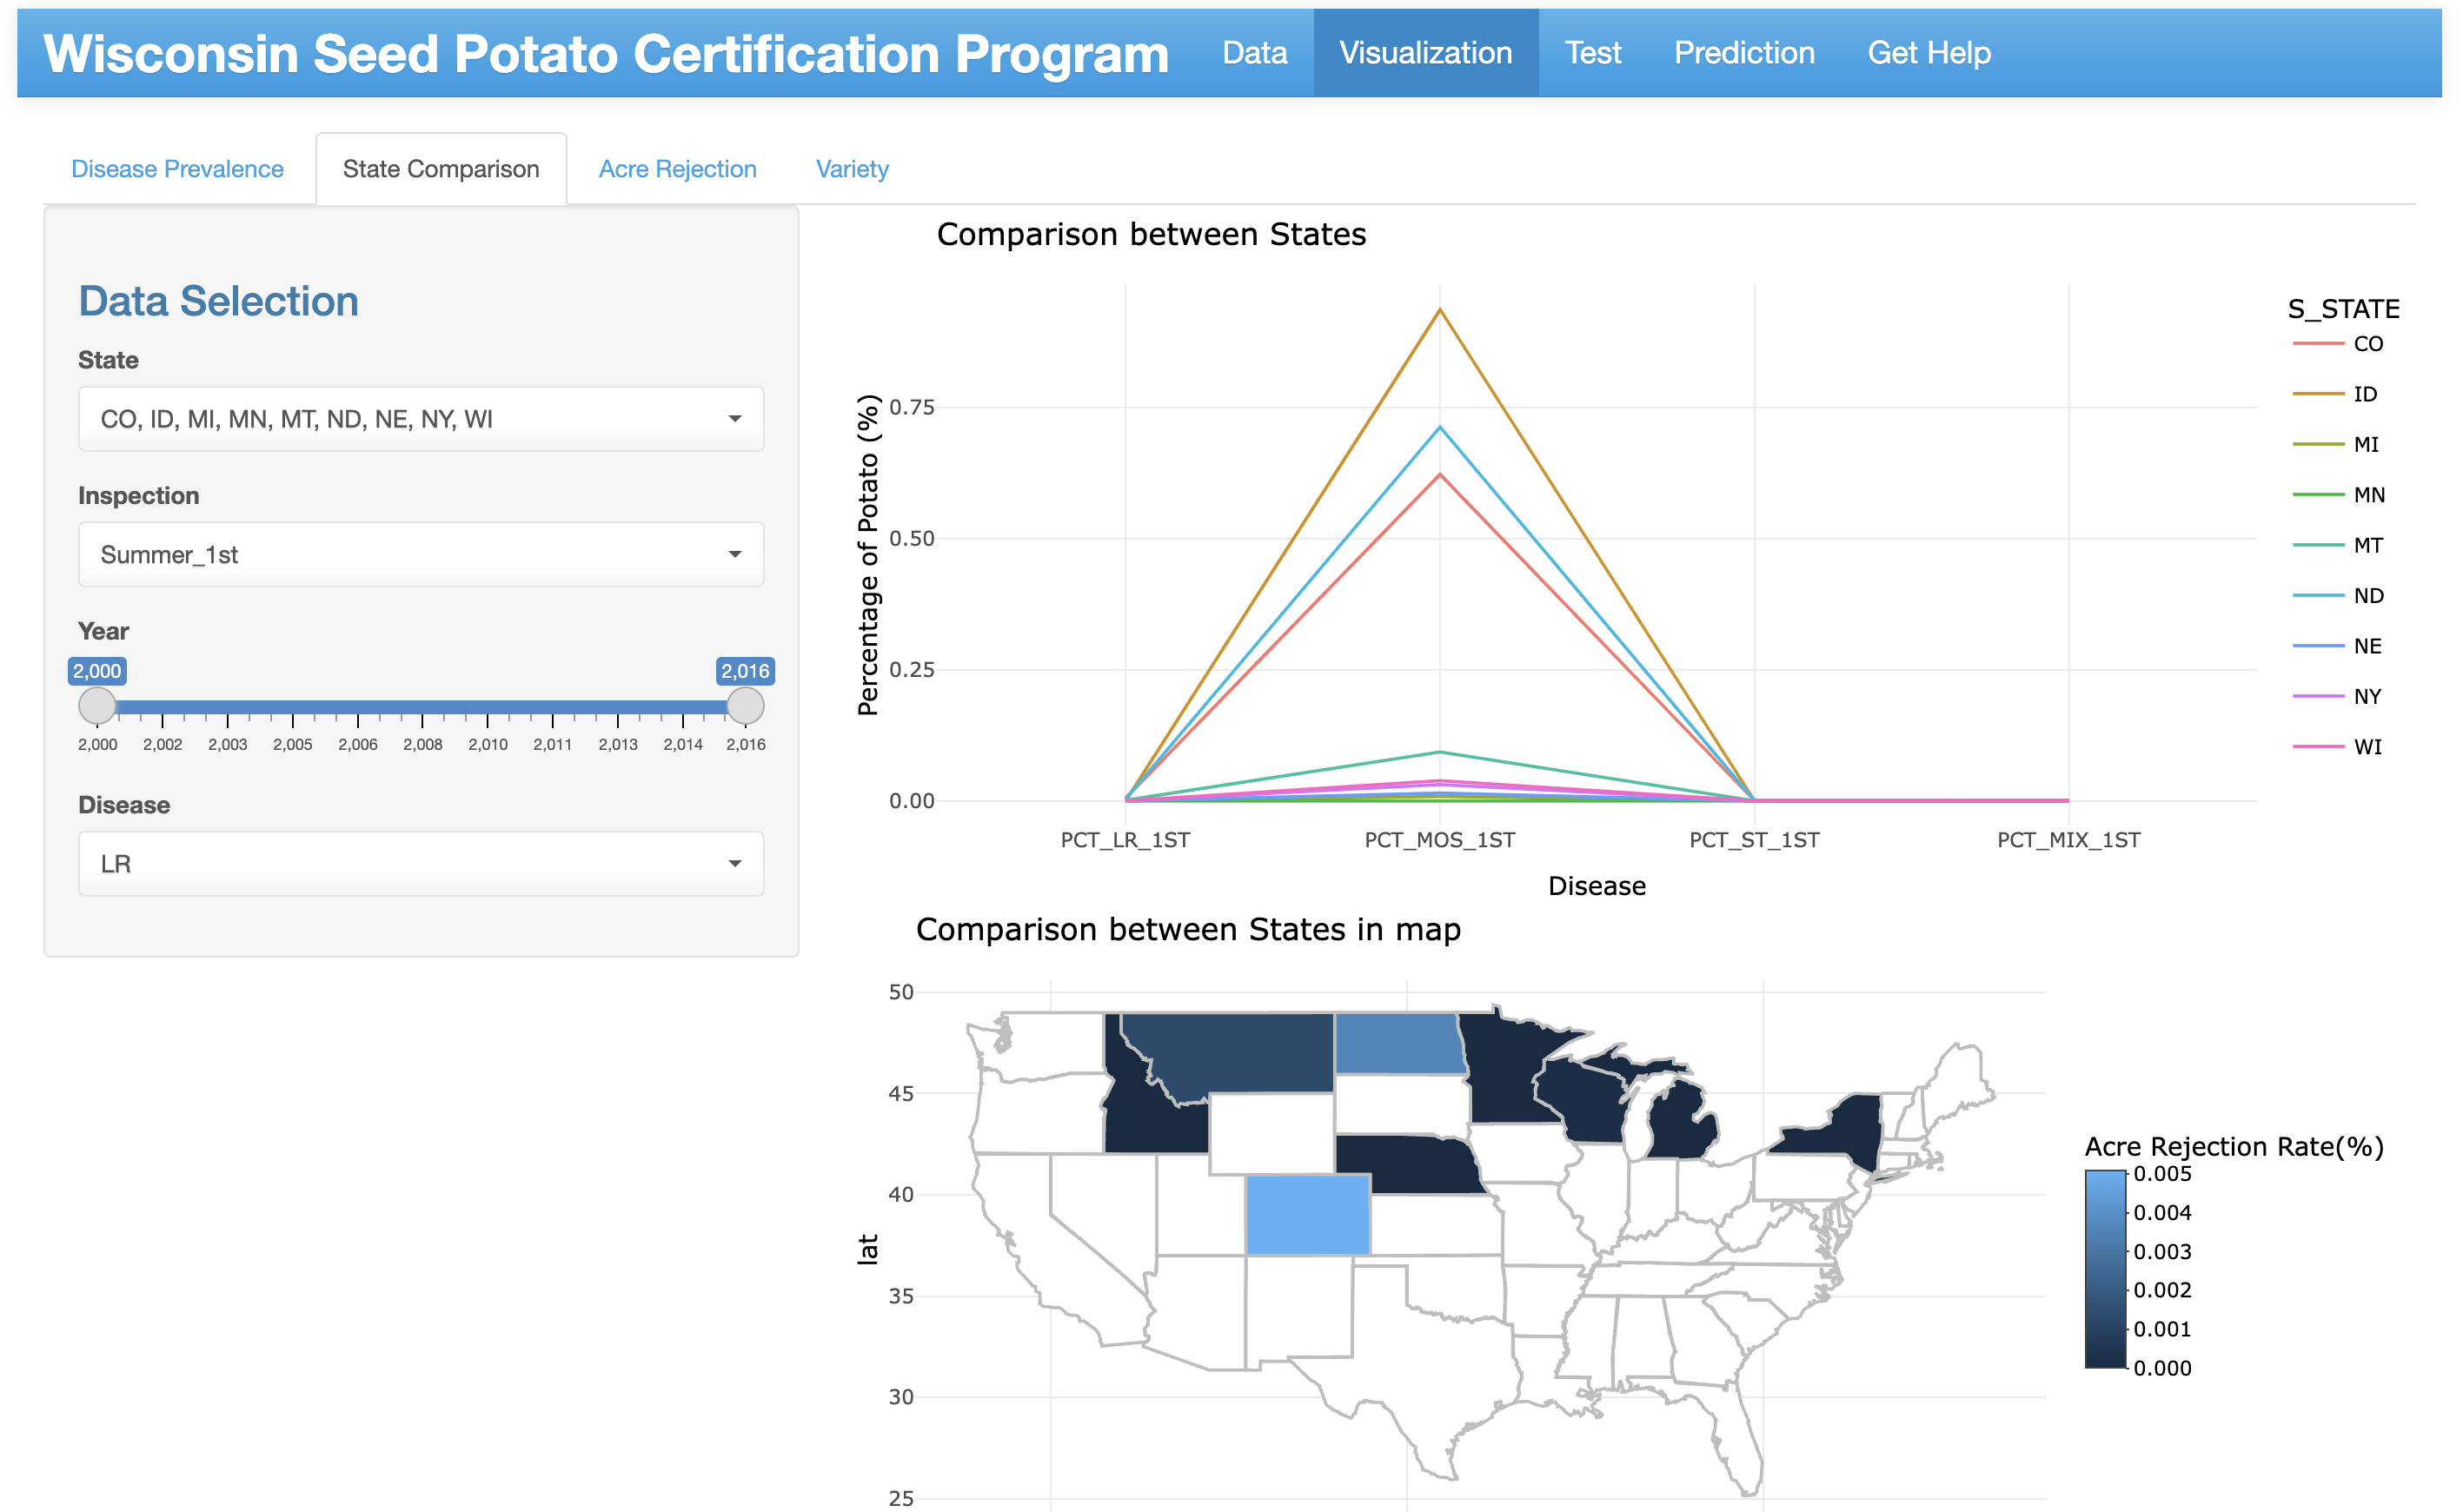 Wisconsin Seed Potato Certification Program Data Visualization Test Prediction Get Help
Disease Prevalence State Comparison Acre Rejection Variety
Data Selection
State
CO, ID, MI, MN, MT, ND, NE, NY, WI
Inspection
Summer_1st
Year
2,000 2,016
2,000 2,002 2,003 2,005 2,006 2,008 2,010 2,011 2,013 2,014 2,016
Disease
LR
Comparison between States
Percentage of Potato (%)
0.75
0.50
0.25
0.00
PCT_LR_1ST PCT_MOS_1ST PCT_ST_1ST PCT_MIX_1ST
Disease
S_STATE
CO
ID
MI
MN
MT
ND
NE
NY
WI
Comparison between States in map
lat
50
45
40
35
30
25
Acre Rejection Rate(%)
0.005
0.004
0.003
0.002
0.001
0.000